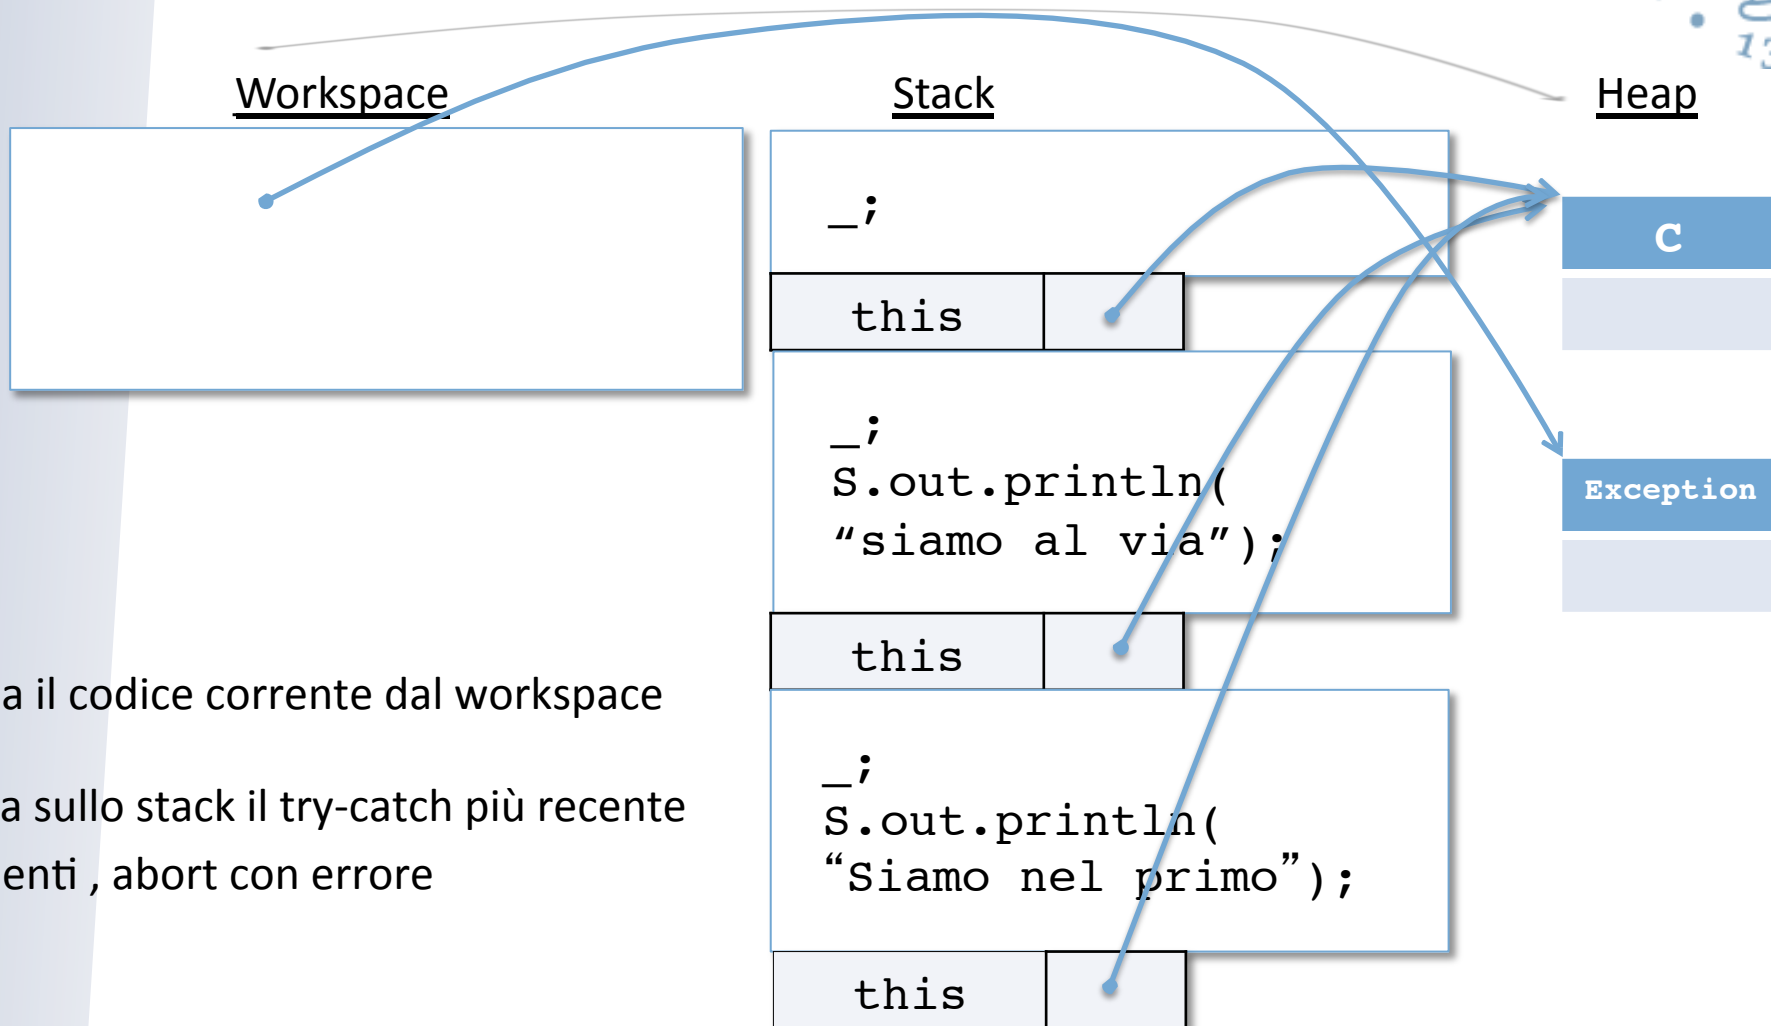 Workspace
Stack
Heap
_;
this
C
_;
S.out.println(
“siamo al via”);
Exception
this
a il codice corrente dal workspace
a sullo stack il try-catch più recente
enti , abort con errore
_;
S.out.println(
“Siamo nel primo”);
this